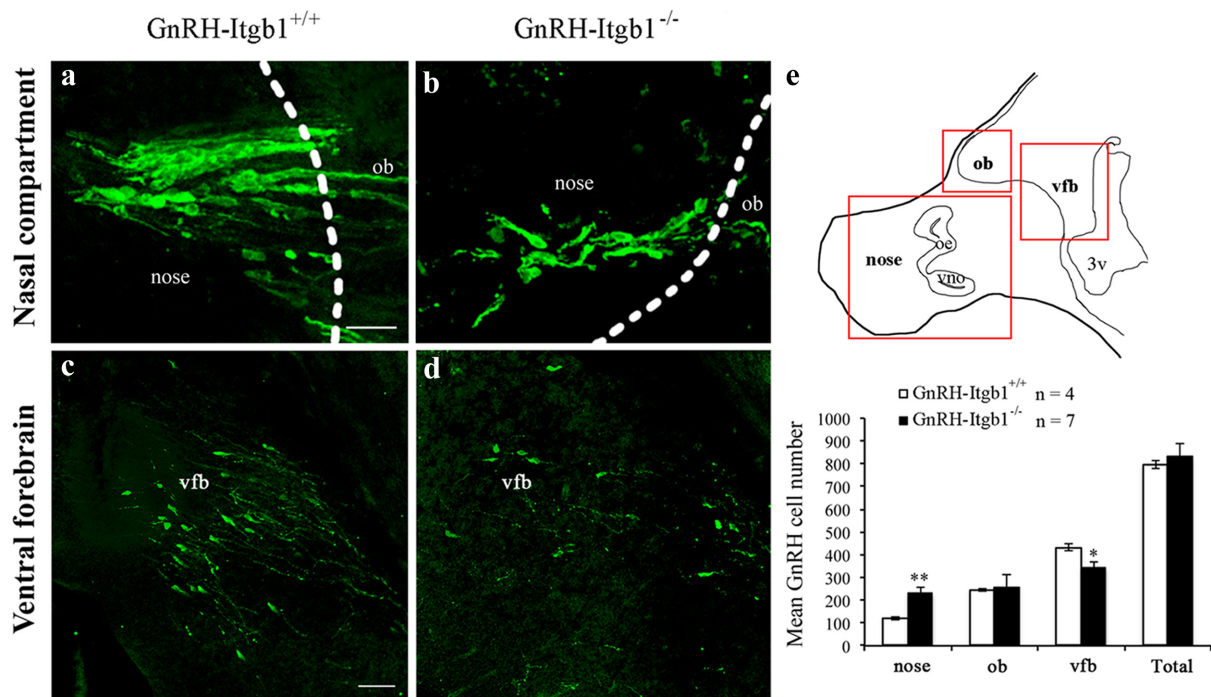 GnRH-Itgb1+/+
GnRH-Itgb1-/-
Nasal compartment
a
ob
nose
b
nose
ob
Ventral forebrain
c
vfb
d
vfb
e
ob
vfb
nose
oe
vno
3v
GnRH-Itgb1+/+ n = 4
GnRH-Itgb1-/- n = 7
Mean GnRH cell number
1000
900
800
700
600
500
400
300
200
100
0
**
*
nose ob vfb Total